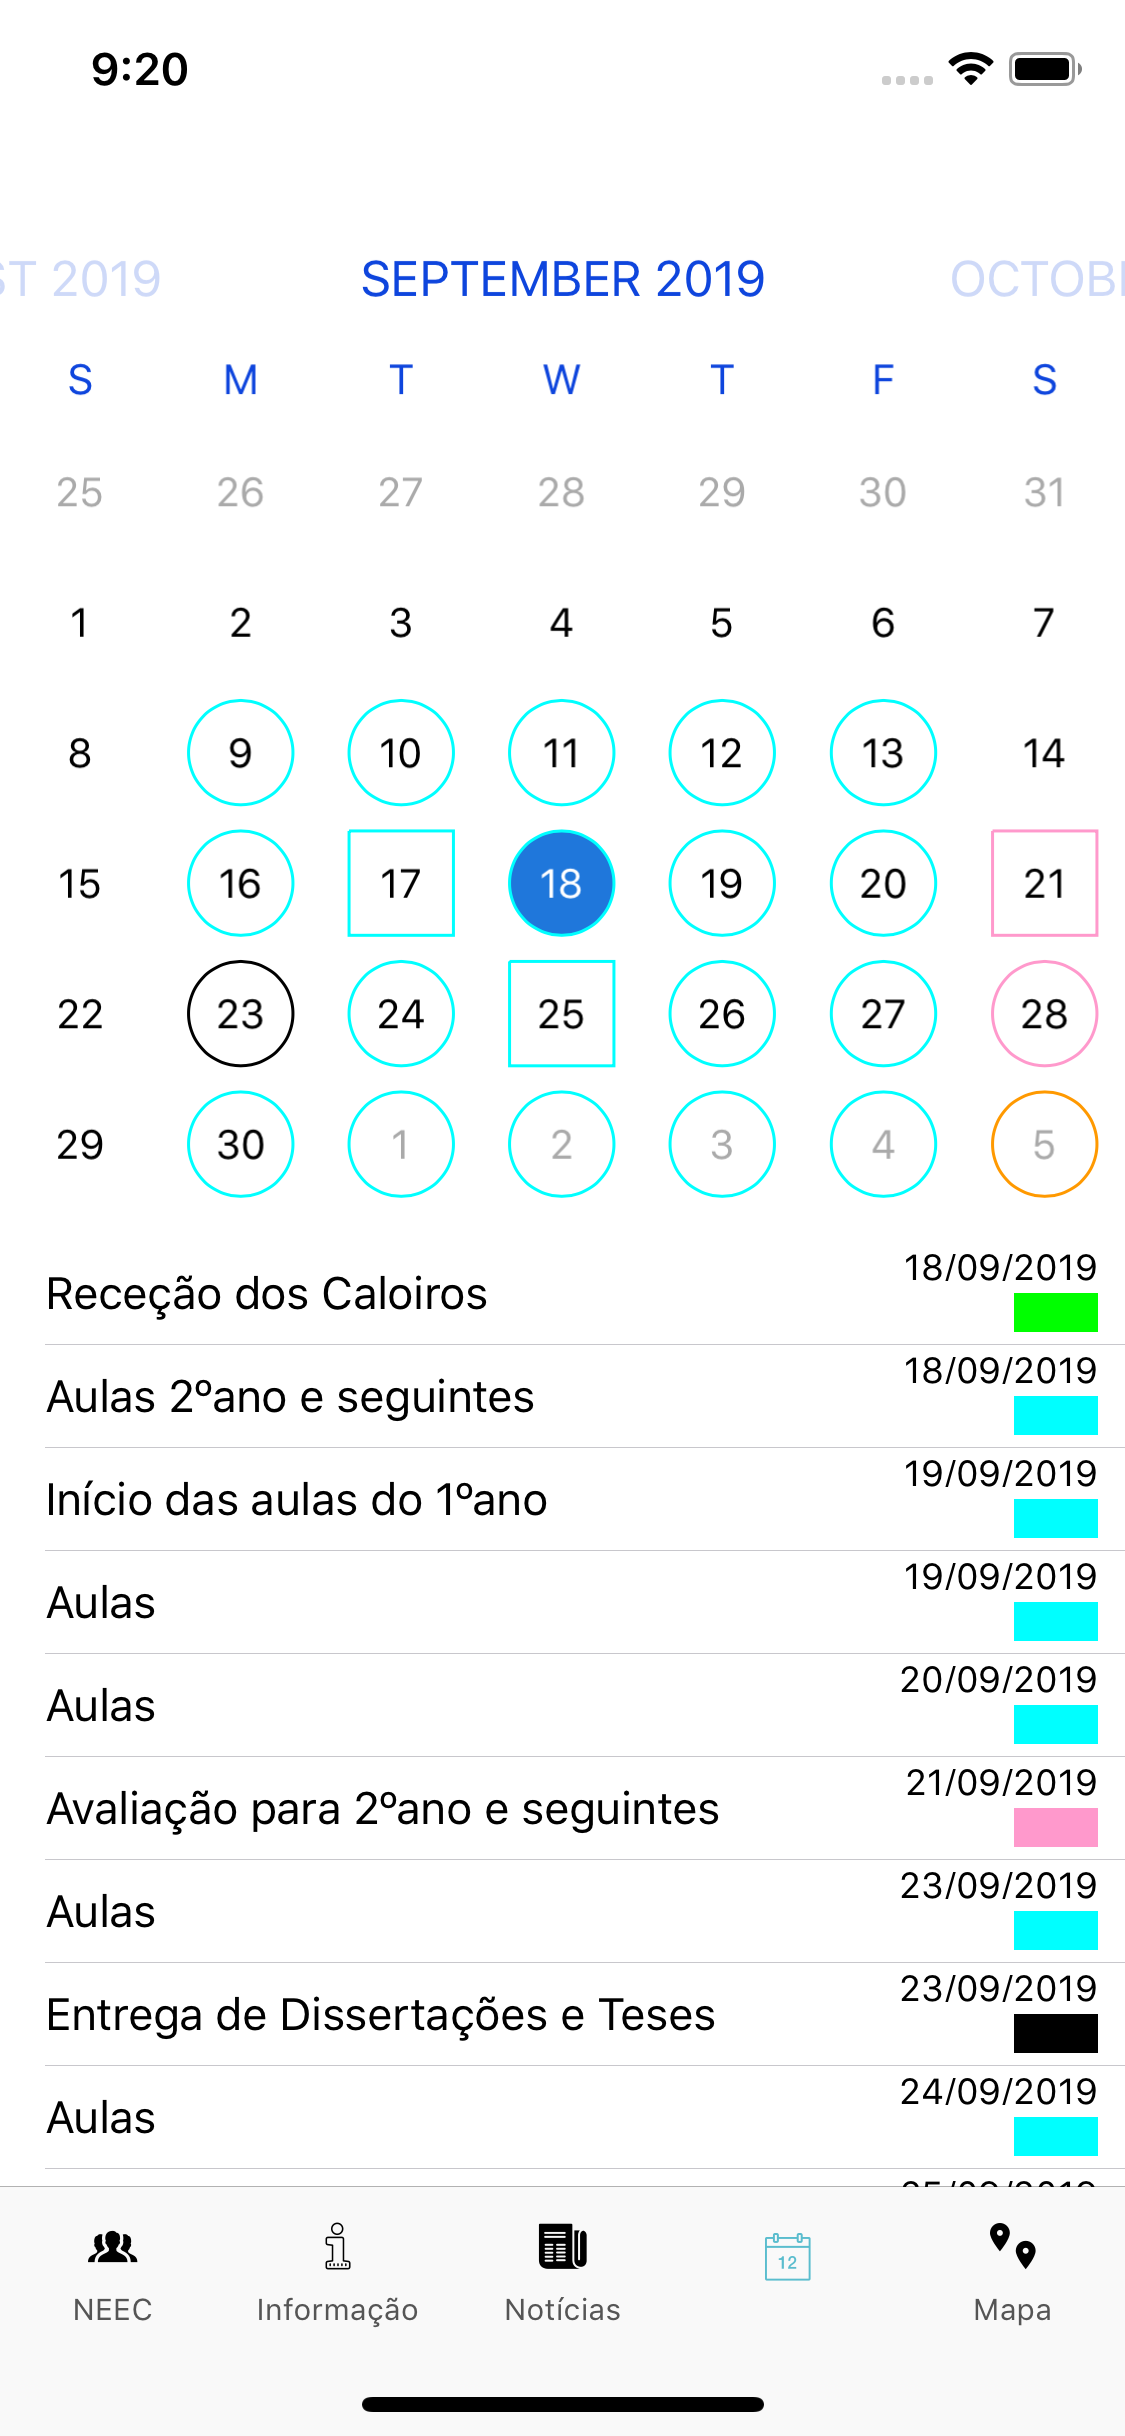 9:20
ST 2019 SEPTEMBER 2019 OCTOB
S M T W T F S
25 26 27 28 29 30 31
1 2 3 4 5 6 7
8 9 10 11 12 13 14
15 16 17 18 19 20 21
22 23 24 25 26 27 28
29 30 1 2 3 4 5
Receção dos Caloiros 18/09/2019
Aulas 2ºano e seguintes 18/09/2019
Início das aulas do 1ºano 19/09/2019
Aulas 19/09/2019
Aulas 20/09/2019
Avaliação para 2ºano e seguintes 21/09/2019
Aulas 23/09/2019
Entrega de Dissertações e Teses 23/09/2019
Aulas 24/09/2019
12
NEEC Informação Notícias Mapa